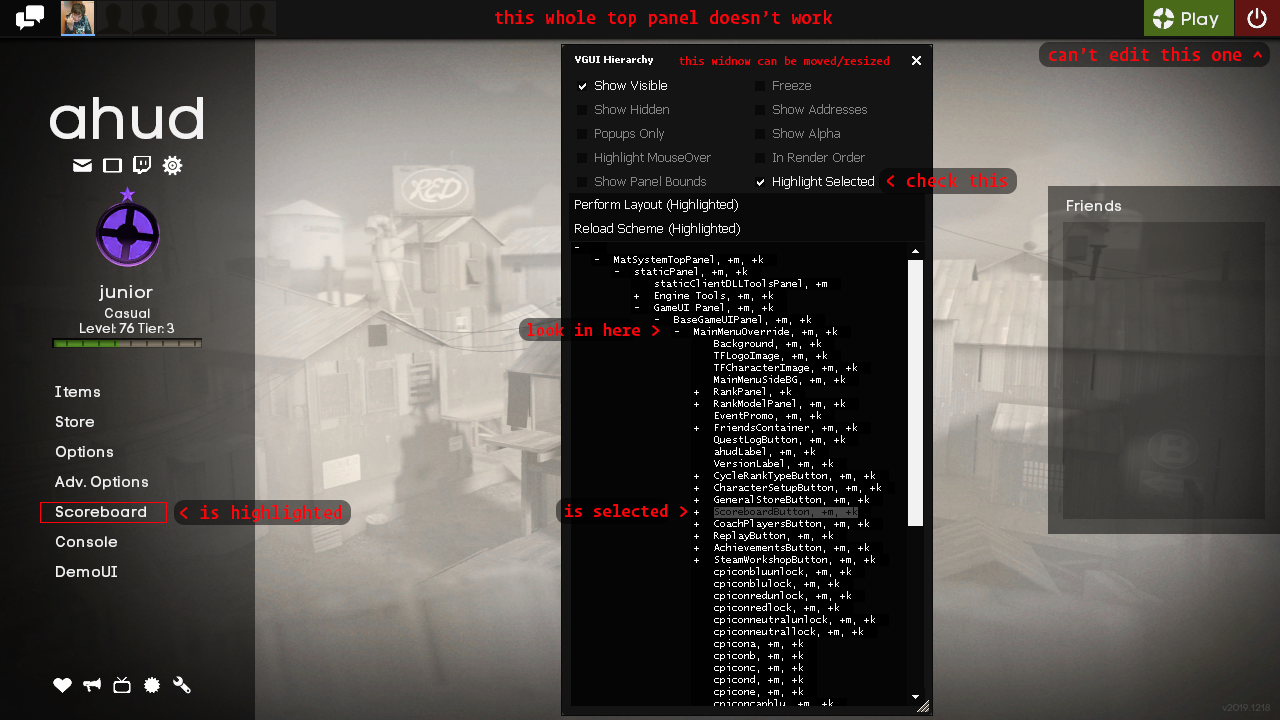 this whole top panel doesn't work
Play
can't edit this one ^
VGUI Hierarchy
this widnow can be moved/resized
Show Visible
Freeze
Show Hidden
Show Addresses
Popups Only
Show Alpha
Highlight MouseOver
In Render Order
Show Panel Bounds
Highlight Selected
< check this
Perform Layout (Highlighted)
Reload Scheme (Highlighted)
-
- MatSystemTopPanel, +m, +k
- staticPanel, +m, +k
staticClientDLLToolsPanel, +m
+ Engine Tools, +m, +k
- GameUI Panel, +m, +k
- BaseGameUIPanel, +m, +k
look in here >
- MainMenuOverride, +m, +k
Background, +m, +k
TFLogoImage, +m, +k
TFCharacterImage, +m, +k
MainMenuSideBG, +m, +k
+ RankPanel, +k
+ RankModelPanel, +m, +k
EventPromo, +m, +k
+ FriendsContainer, +m, +k
QuestLogButton, +m, +k
ahudLabel, +m, +k
VersionLabel, +m, +k
+ CycleRankTypeButton, +m, +k
+ CharacterSetupButton, +m, +k
+ GeneralStoreButton, +m, +k
is selected >
+ ScoreboardButton, +m, +k
+ CoachPlayersButton, +m, +k
+ ReplayButton, +m, +k
+ AchievementsButton, +m, +k
+ SteamWorkshopButton, +m, +k
cpiconbluunlock, +m, +k
cpiconblulock, +m, +k
cpiconredunlock, +m, +k
cpiconredlock, +m, +k
cpiconneutralunlock, +m, +k
cpiconneutrallock, +m, +k
cpicona, +m, +k
cpiconb, +m, +k
cpiconc, +m, +k
cpicond, +m, +k
cpicone, +m, +k
cpiconcapblu, +m, +k
ahud
junior
Casual
Level: 76 Tier: 3
Items
Store
Options
Adv. Options
Scoreboard
< is highlighted
Console
DemoUI
RED
Friends
v2019.1218